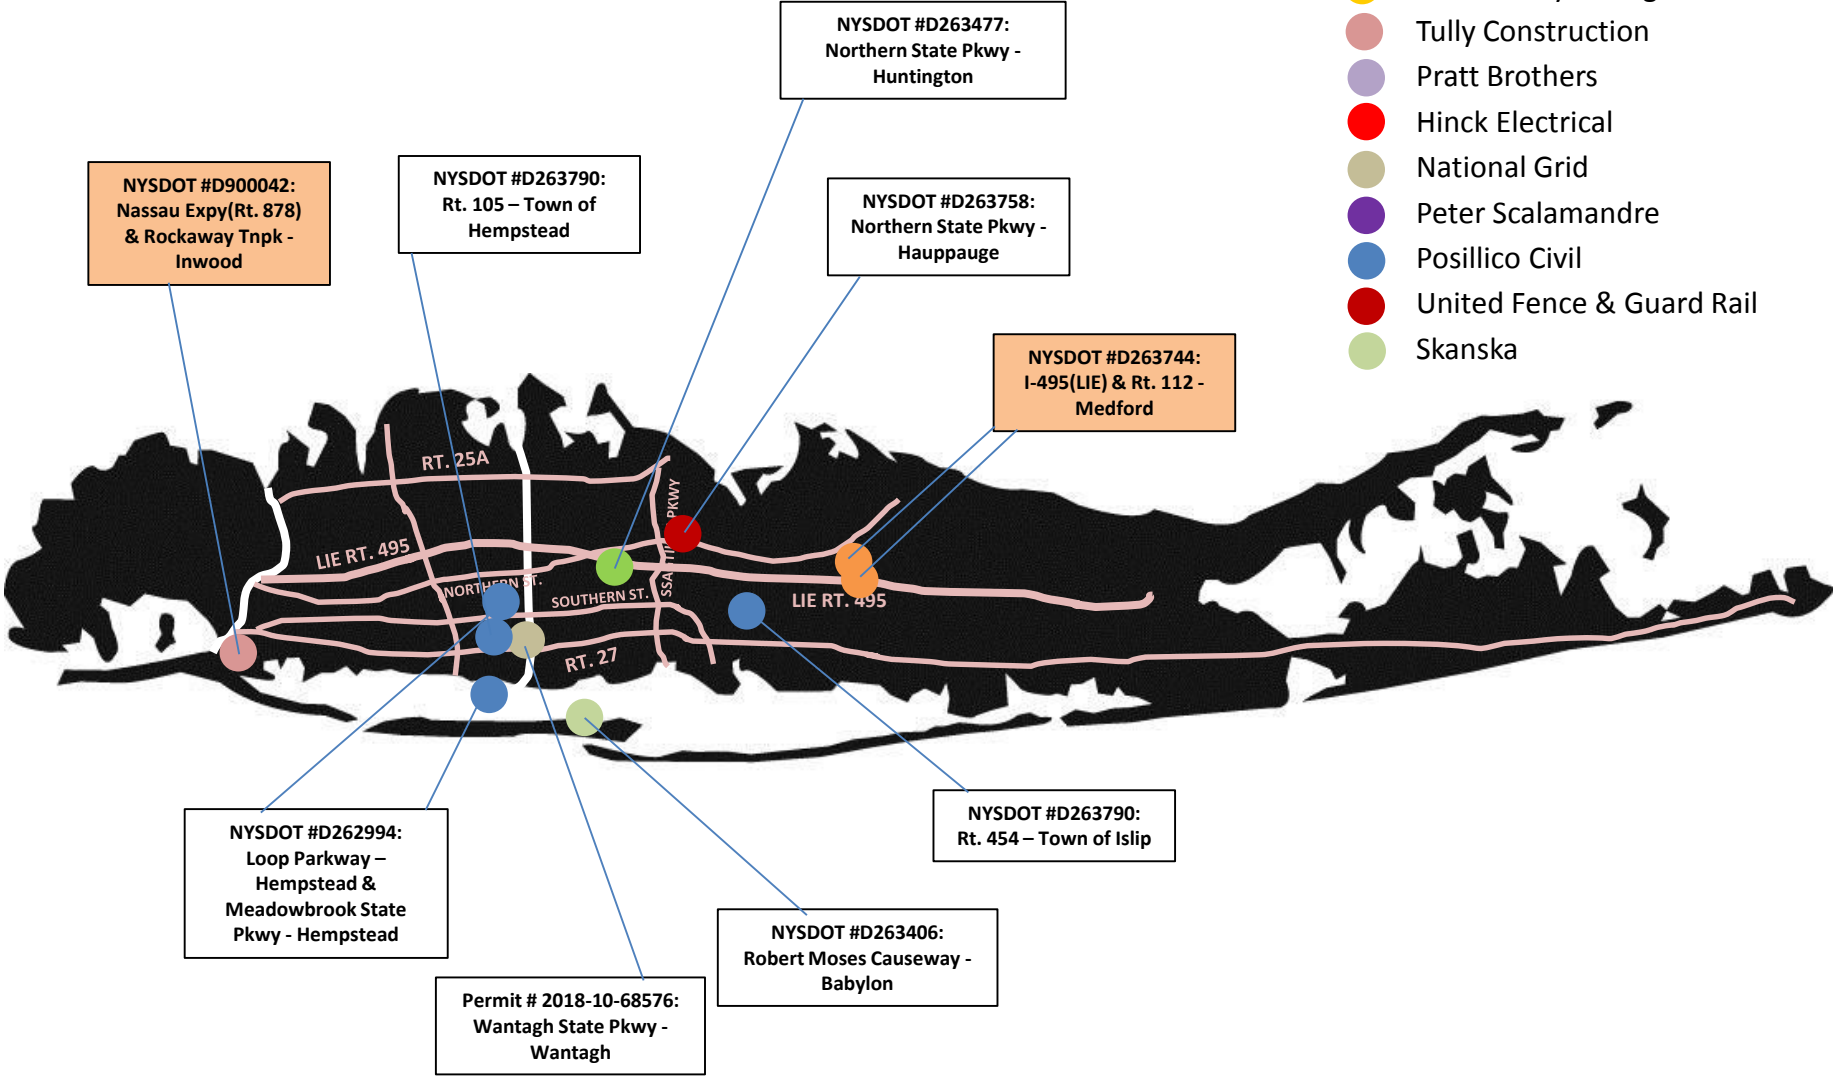 NYSDOT #D263477:
Northern State Pkwy -
Huntington
Tully Construction
Pratt Brothers
Hinck Electrical
National Grid
Peter Scalamandre
Posillico Civil
United Fence & Guard Rail
Skanska
NYSDOT #D900042:
Nassau Expy(Rt. 878)
& Rockaway Tnpk -
Inwood
NYSDOT #D263790:
Rt. 105 – Town of
Hempstead
NYSDOT #D263758:
Northern State Pkwy -
Hauppauge
NYSDOT #D263744:
I-495(LIE) & Rt. 112 -
Medford
RT. 25A
PKWY
LIE RT. 495
NORTHERN ST.
SOUTHERN ST.
LIE RT. 495
RT. 27
NYSDOT #D262994:
Loop Parkway –
Hempstead &
Meadowbrook State
Pkwy - Hempstead
NYSDOT #D263790:
Rt. 454 – Town of Islip
NYSDOT #D263406:
Robert Moses Causeway -
Babylon
Permit # 2018-10-68576:
Wantagh State Pkwy -
Wantagh